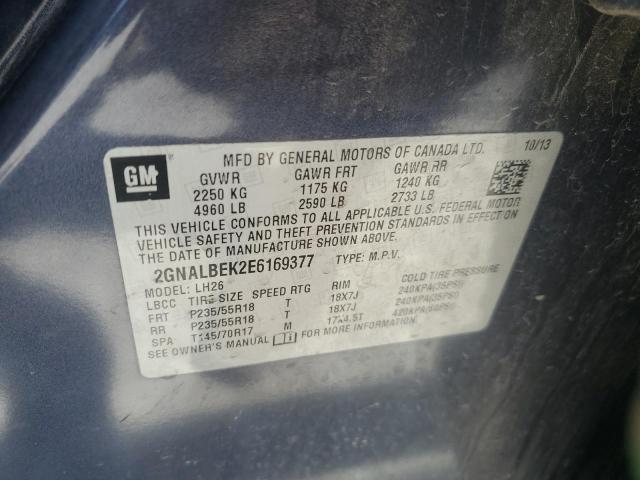 GM
MFD BY GENERAL MOTORS OF CANADA LTD. 10/13
GVWR GAWR FRT GAWR RR
2250 KG 1175 KG 1240 KG
4960 LB 2590 LB 2733 LB
THIS VEHICLE CONFORMS TO ALL APPLICABLE U.S. FEDERAL MOTOR
VEHICLE SAFETY AND THEFT PREVENTION STANDARDS IN EFFECT ON
THE DATE OF MANUFACTURE SHOWN ABOVE.
2GNALBEK2E6169377 TYPE: M.P.V.
MODEL: LH26
LBCC TIRE SIZE SPEED RTG RIM COLD TIRE PRESSURE
FRT P235/55R18 T 18X7J 240KPA(35PSI)
RR P235/55R18 T 18X7J 240KPA(35PSI)
SPA T145/70R17 M 17X4.5T 420KPA(60PSI)
SEE OWNER'S MANUAL FOR MORE INFORMATION